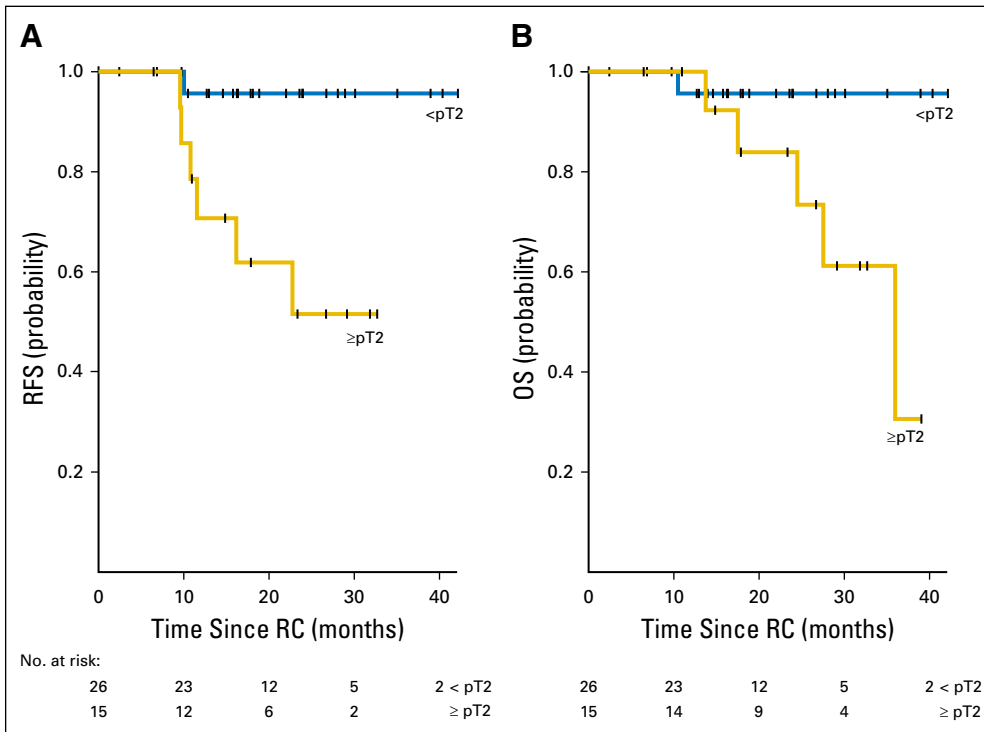 A
B
1.0
0.8
0.6
0.4
0.2
RFS (probability)
<pT2
≥pT2
0 10 20 30 40
Time Since RC (months)
1.0
0.8
0.6
0.4
0.2
OS (probability)
<pT2
≥pT2
0 10 20 30 40
Time Since RC (months)
No. at risk:
26 23 12 5 2 < pT2
15 12 6 2 ≥ pT2
26 23 12 5 2 < pT2
15 14 9 4 ≥ pT2